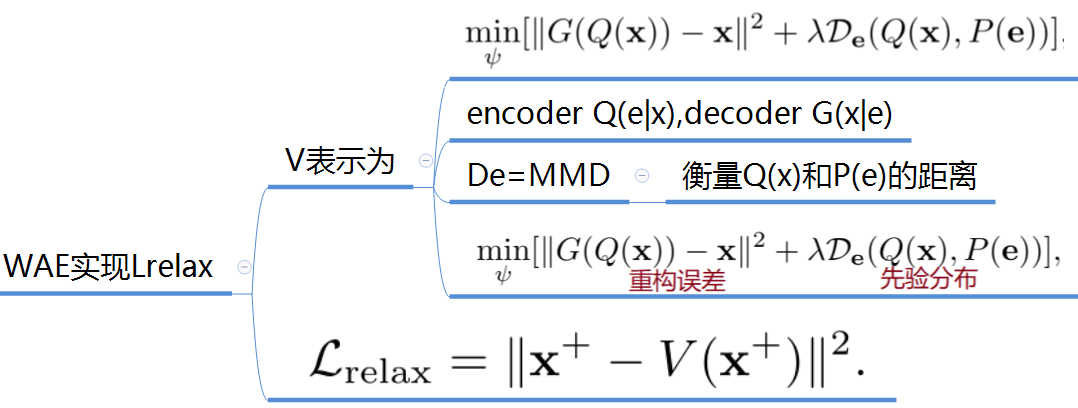 min_ψ[‖G(Q(𝐱)) − 𝐱‖² + λ𝒟_𝐞(Q(𝐱), P(𝐞))],
encoder Q(e|x),decoder G(x|e)
V表示为
De=MMD 衡量Q(x)和P(e)的距离
WAE实现Lrelax
min_ψ[‖G(Q(𝐱)) − 𝐱‖² + λ𝒟_𝐞(Q(𝐱), P(𝐞))],
重构误差 先验分布
ℒ_relax = ‖𝐱⁺ − V(𝐱⁺)‖².